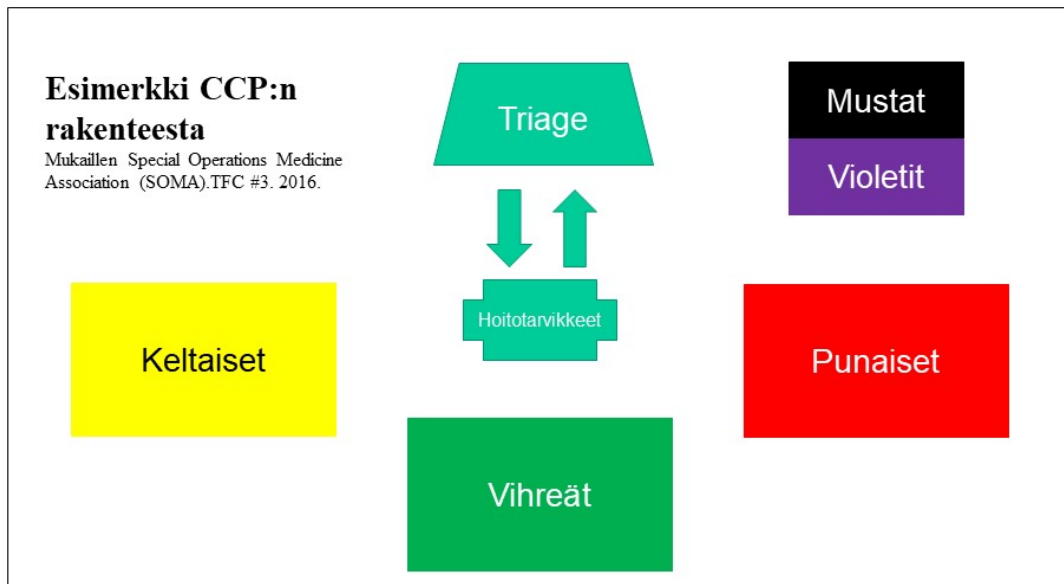 Esimerkki CCP:n
rakenteesta
Mukaillen Special Operations Medicine
Association (SOMA).TFC #3. 2016.
Triage
Mustat
Violetit
Hoitotarvikkeet
Keltaiset
Punaiset
Vihreät